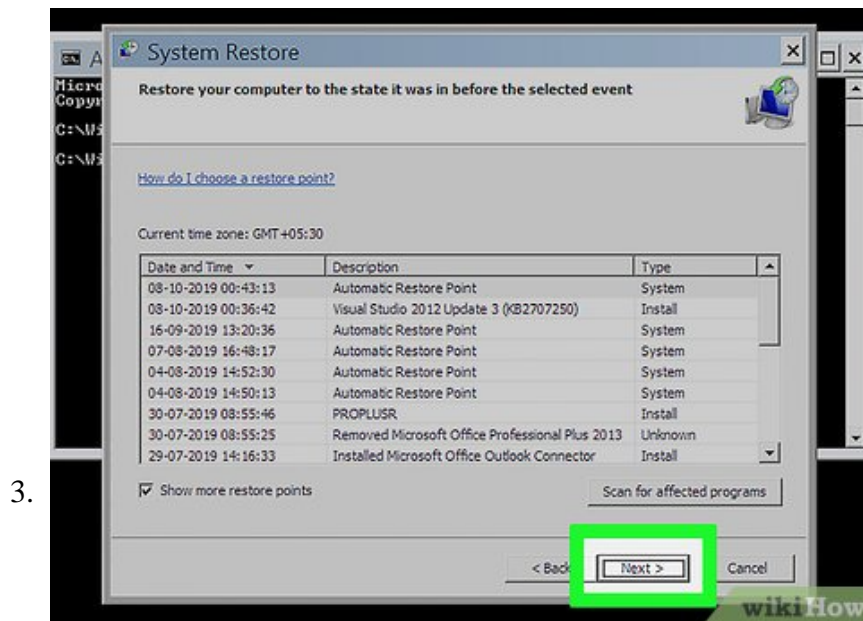 System Restore
A
Micro
Copyr
Restore your computer to the state it was in before the selected event
C:\Wi
C:\Wi
How do I choose a restore point?
Current time zone: GMT+05:30
Date and Time Description Type
08-10-2019 00:43:13 Automatic Restore Point System
08-10-2019 00:36:42 Visual Studio 2012 Update 3 (KB2707250) Install
16-09-2019 13:20:36 Automatic Restore Point System
07-08-2019 16:48:17 Automatic Restore Point System
04-08-2019 14:52:30 Automatic Restore Point System
04-08-2019 14:50:13 Automatic Restore Point System
30-07-2019 08:55:46 PROPLUSR Install
30-07-2019 08:55:25 Removed Microsoft Office Professional Plus 2013 Unknown
29-07-2019 14:16:33 Installed Microsoft Office Outlook Connector Install
3.
Show more restore points Scan for affected programs
< Back Next > Cancel
wikiHow